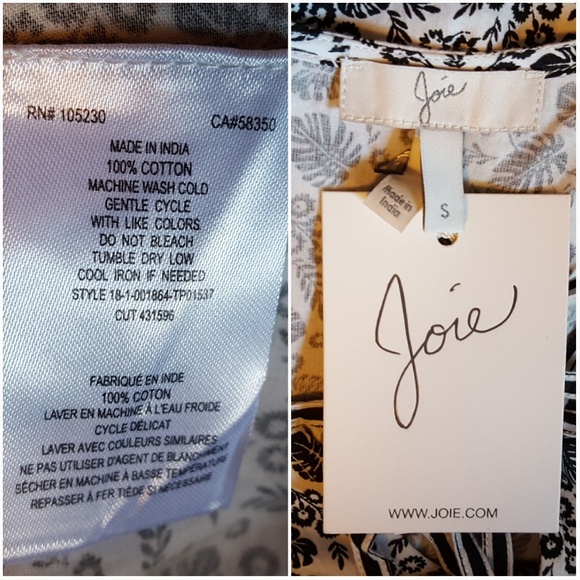 RN# 105230 CA#58350
MADE IN INDIA
100% COTTON
MACHINE WASH COLD
GENTLE CYCLE
WITH LIKE COLORS
DO NOT BLEACH
TUMBLE DRY LOW
COOL IRON IF NEEDED
STYLE 18-1-001864-TP01537
CUT 431596
FABRIQUÉ EN INDE
100% COTON
LAVER EN MACHINE À L'EAU FROIDE
CYCLE DÉLICAT
LAVER AVEC COULEURS SIMILAIRES
NE PAS UTILISER D'AGENT DE BLANCHIMENT
SÉCHER EN MACHINE À BASSE TEMPÉRATURE
REPASSER À FER TIÈDE SI NÉCESSAIRE
Joie
Made in
India
S
Joie
WWW.JOIE.COM